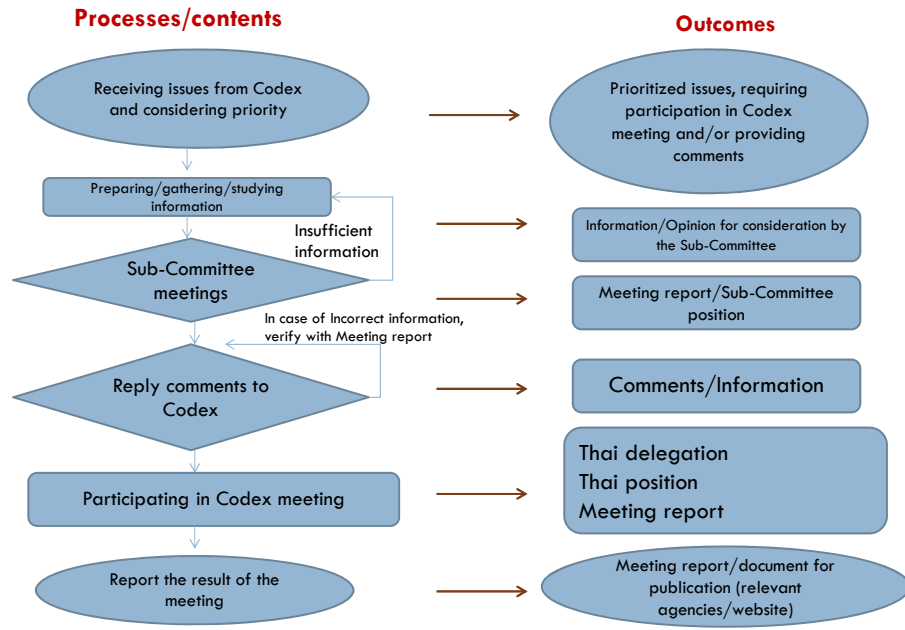 Processes/contents
Outcomes
Receiving issues from Codex
and considering priority
Prioritized issues, requiring
participation in Codex
meeting and/or providing
comments
Preparing/gathering/studying
information
Insufficient
information
Information/Opinion for consideration by
the Sub-Committee
Sub-Committee
meetings
Meeting report/Sub-Committee
position
In case of Incorrect information,
verify with Meeting report
Reply comments to
Codex
Comments/Information
Participating in Codex meeting
Thai delegation
Thai position
Meeting report
Report the result of the
meeting
Meeting report/document for
publication (relevant
agencies/website)